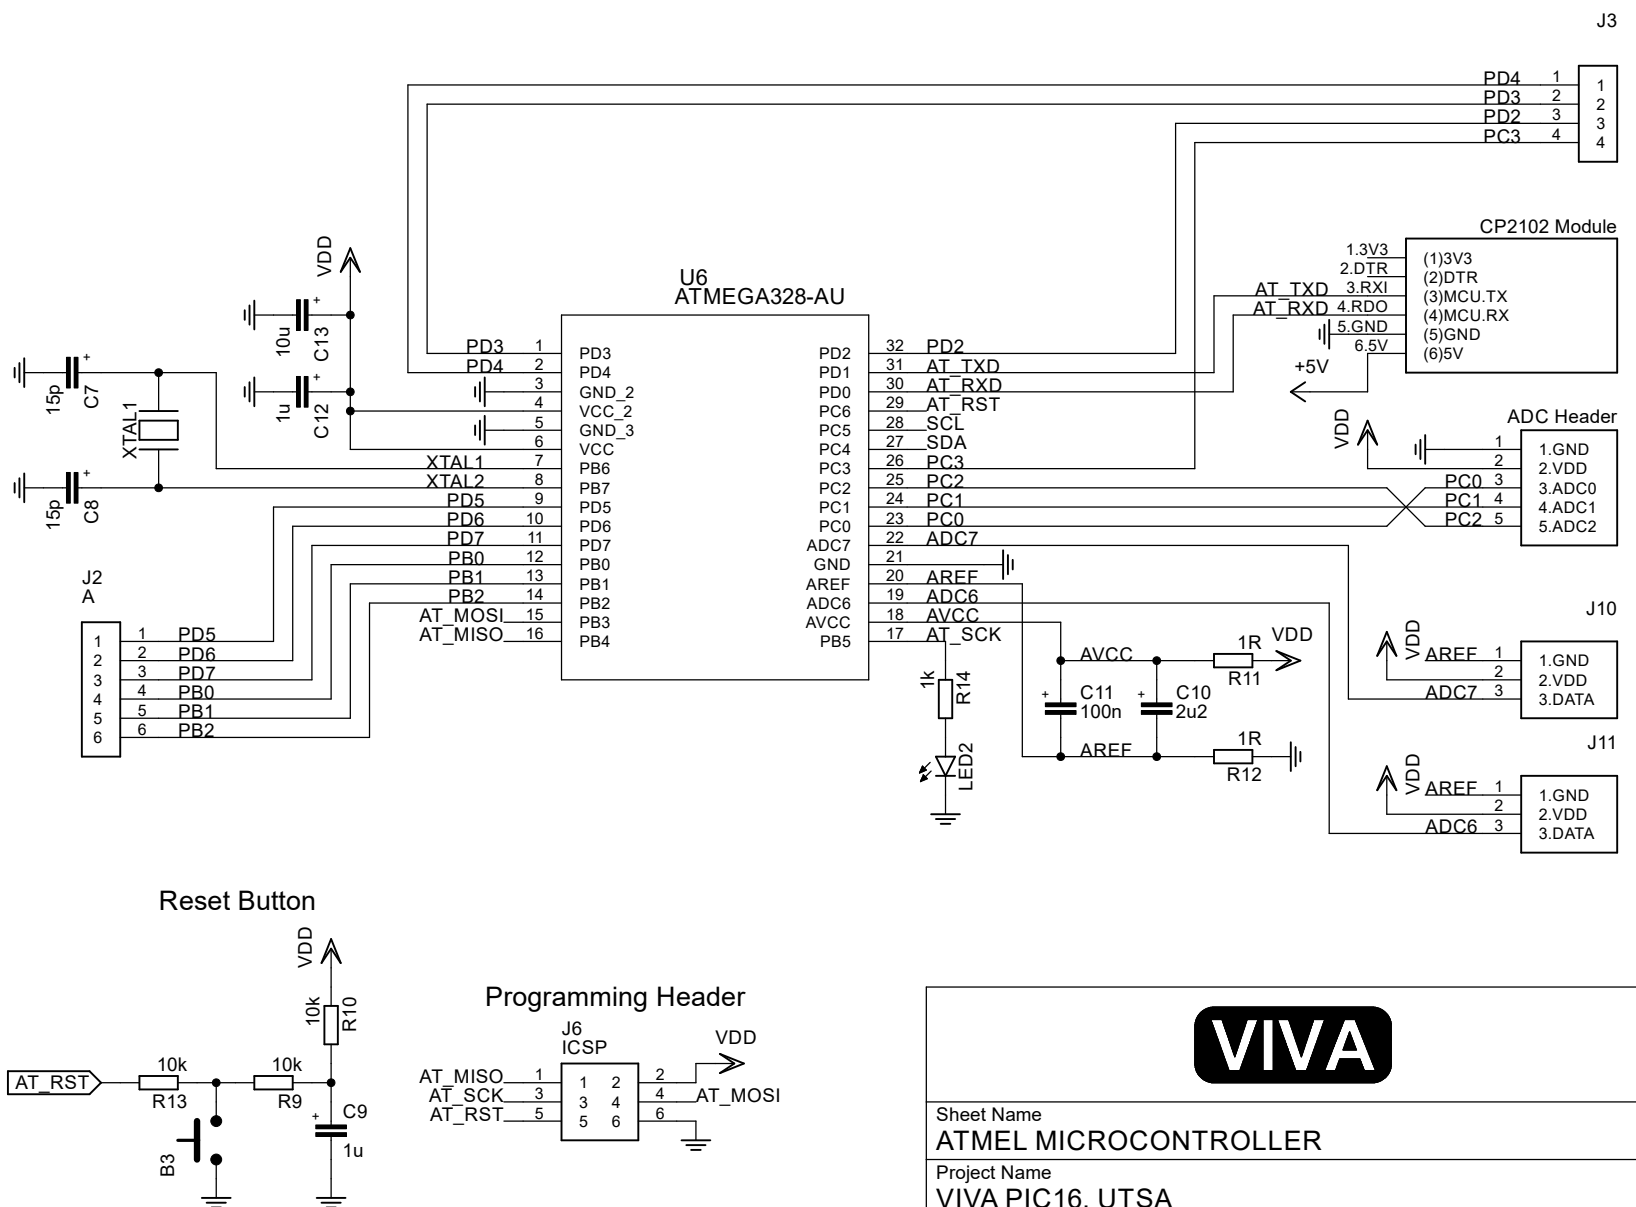 J3
PD4 1 1
PD3 2 2
PD2 3 3
PC3 4 4
CP2102 Module
1.3V3 (1)3V3
2.DTR (2)DTR
AT_TXD 3.RXI (3)MCU.TX
AT_RXD 4.RDO (4)MCU.RX
5.GND (5)GND
6.5V (6)5V
+5V
VDD
10u C13
1u C12
15p C7
XTAL1
15p C8
U6
ATMEGA328-AU
PD3 1 PD3
PD4 2 PD4
3 GND_2
4 VCC_2
5 GND_3
6 VCC
XTAL1 7 PB6
XTAL2 8 PB7
PD5 9 PD5
PD6 10 PD6
PD7 11 PD7
PB0 12 PB0
PB1 13 PB1
PB2 14 PB2
AT_MOSI 15 PB3
AT_MISO 16 PB4
PD2 32 PD2
PD1 31 AT_TXD
PD0 30 AT_RXD
PC6 29 AT_RST
PC5 28 SCL
PC4 27 SDA
PC3 26 PC3
PC2 25 PC2
PC1 24 PC1
PC0 23 PC0
ADC7 22 ADC7
GND 21
AREF 20 AREF
ADC6 19 ADC6
AVCC 18 AVCC
PB5 17 AT_SCK
ADC Header
VDD
1 1.GND
2 2.VDD
PC0 3 3.ADC0
PC1 4 4.ADC1
PC2 5 5.ADC2
J2
A
1 1 PD5
2 2 PD6
3 3 PD7
4 4 PB0
5 5 PB1
6 6 PB2
1k R14
LED2
AVCC
1R
R11
VDD
C11
100n
C10
2u2
AREF
1R
R12
J10
VDD
AREF 1 1.GND
2 2.VDD
ADC7 3 3.DATA
J11
VDD
AREF 1 1.GND
2 2.VDD
ADC6 3 3.DATA
Reset Button
VDD
10k R10
AT_RST
10k
R13
10k
R9
C9
1u
B3
Programming Header
J6
ICSP
VDD
AT_MISO 1 1 2 2
AT_SCK 3 3 4 4 AT_MOSI
AT_RST 5 5 6 6
VIVA
Sheet Name
ATMEL MICROCONTROLLER
Project Name
VIVA PIC16, UTSA
+
+
+
+
+
+
+